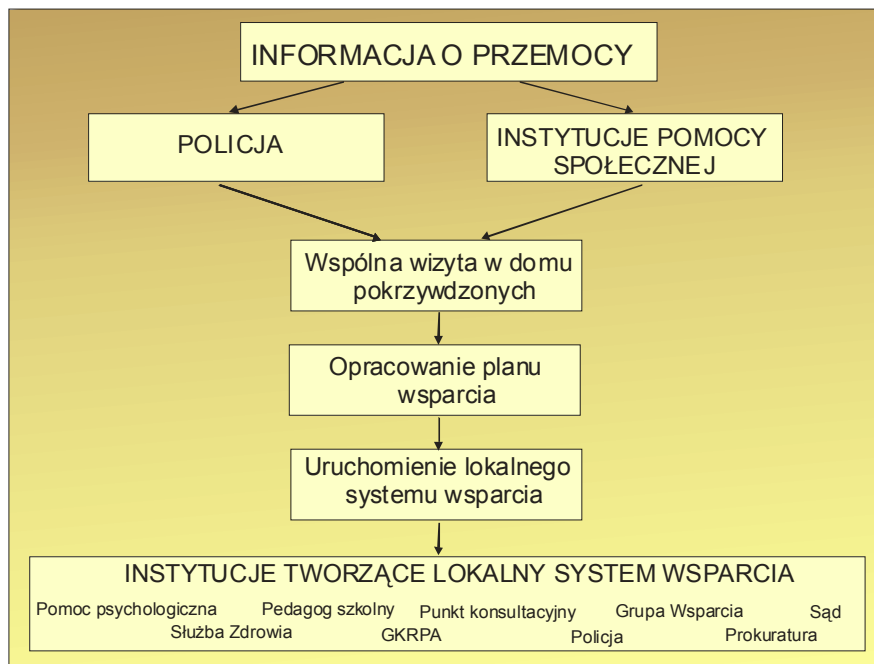 INFORMACJA O PRZEMOCY
POLICJA
INSTYTUCJE POMOCY
SPOŁECZNEJ
Wspólna wizyta w domu
pokrzywdzonych
Opracowanie planu
wsparcia
Uruchomienie lokalnego
systemu wsparcia
INSTYTUCJE TWORZĄCE LOKALNY SYSTEM WSPARCIA
Pomoc psychologiczna Pedagog szkolny Punkt konsultacyjny Grupa Wsparcia Sąd
Służba Zdrowia GKRPA Policja Prokuratura